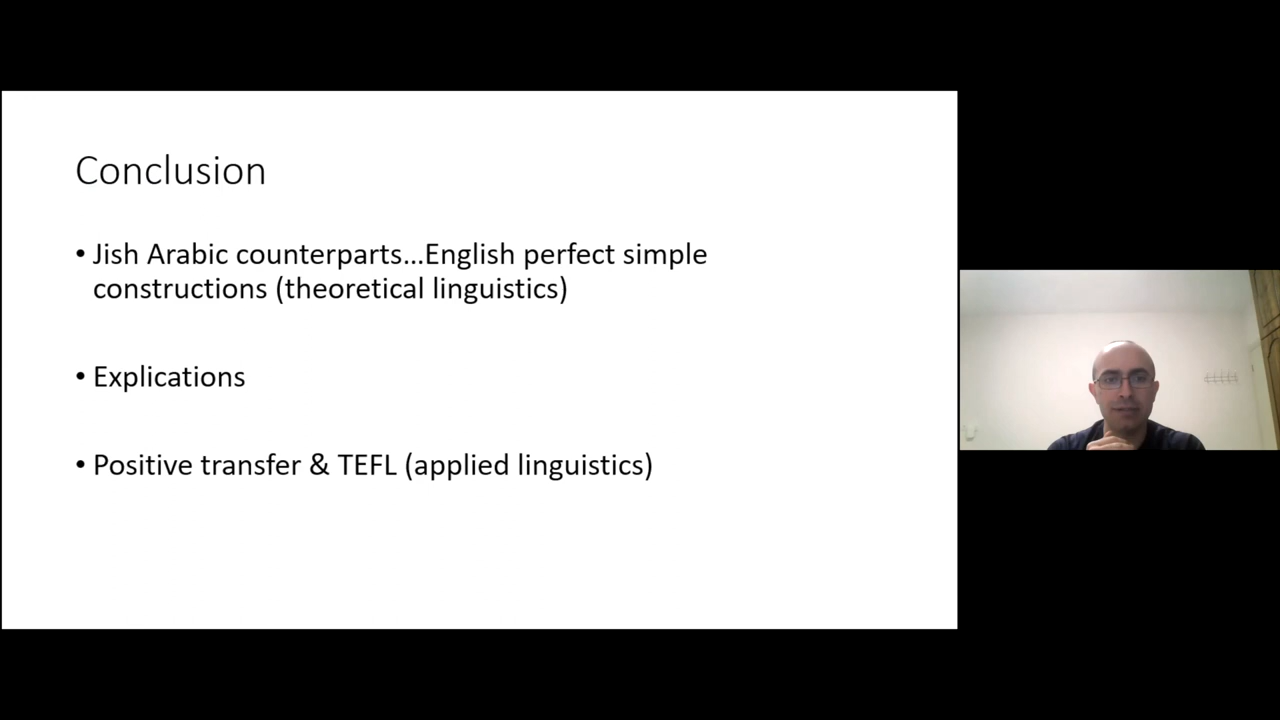 Conclusion
• Jish Arabic counterparts...English perfect simple
constructions (theoretical linguistics)
• Explications
• Positive transfer & TEFL (applied linguistics)